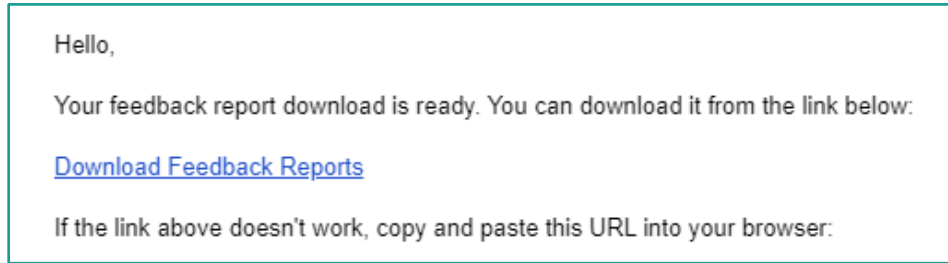 Hello,
Your feedback report download is ready. You can download it from the link below:
Download Feedback Reports
If the link above doesn't work, copy and paste this URL into your browser: